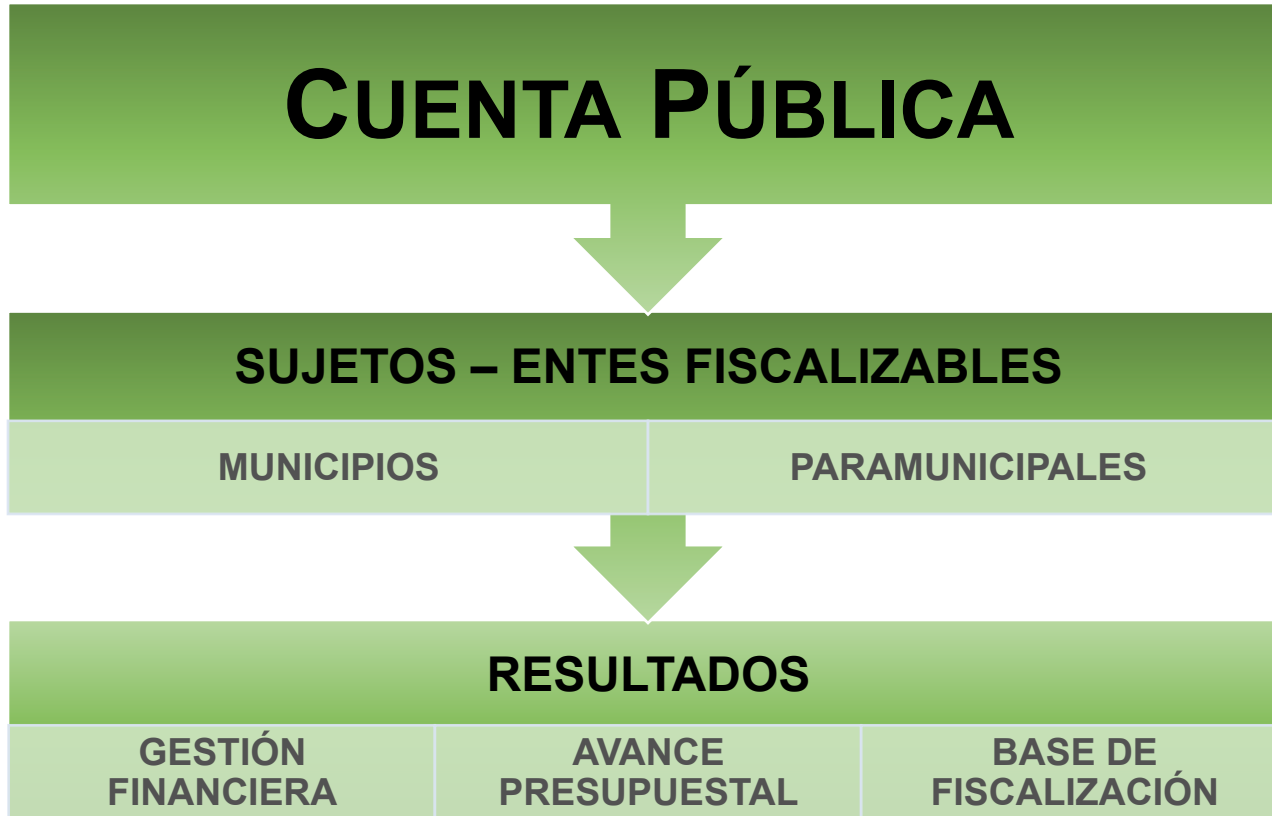 CUENTA PÚBLICA
SUJETOS – ENTES FISCALIZABLES
MUNICIPIOS
PARAMUNICIPALES
RESULTADOS
GESTIÓN
FINANCIERA
AVANCE
PRESUPUESTAL
BASE DE
FISCALIZACIÓN